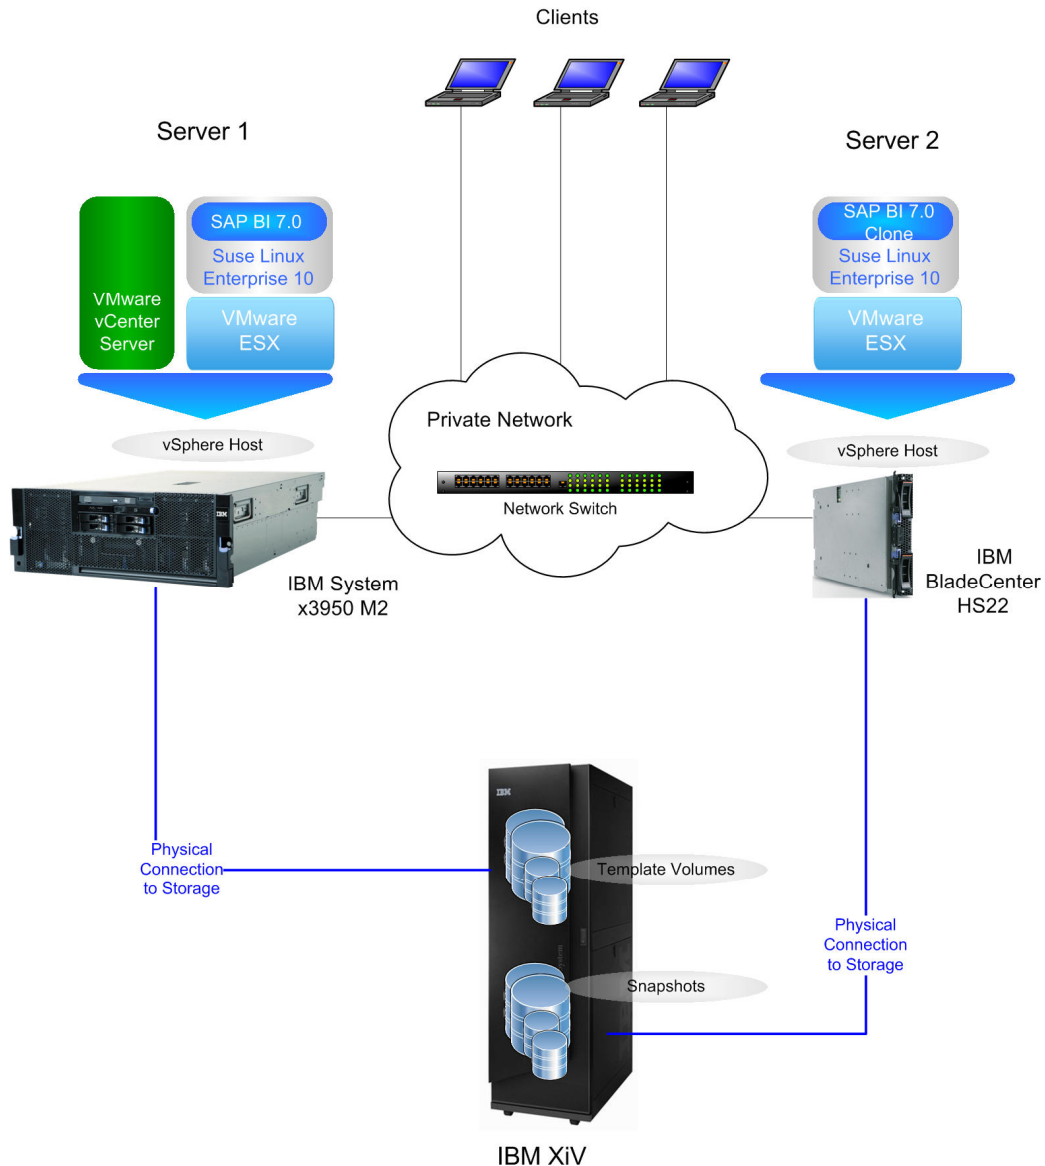 Clients
Server 1
Server 2
SAP BI 7.0
Suse Linux
Enterprise 10
VMware
vCenter
Server
VMware
ESX
SAP BI 7.0
Clone
Suse Linux
Enterprise 10
VMware
ESX
vSphere Host
Private Network
vSphere Host
Network Switch
IBM
IBM System
x3950 M2
IBM
BladeCenter
HS22
IBM
Physical
Connection
to Storage
Template Volumes
Physical
Connection
to Storage
Snapshots
IBM XiV